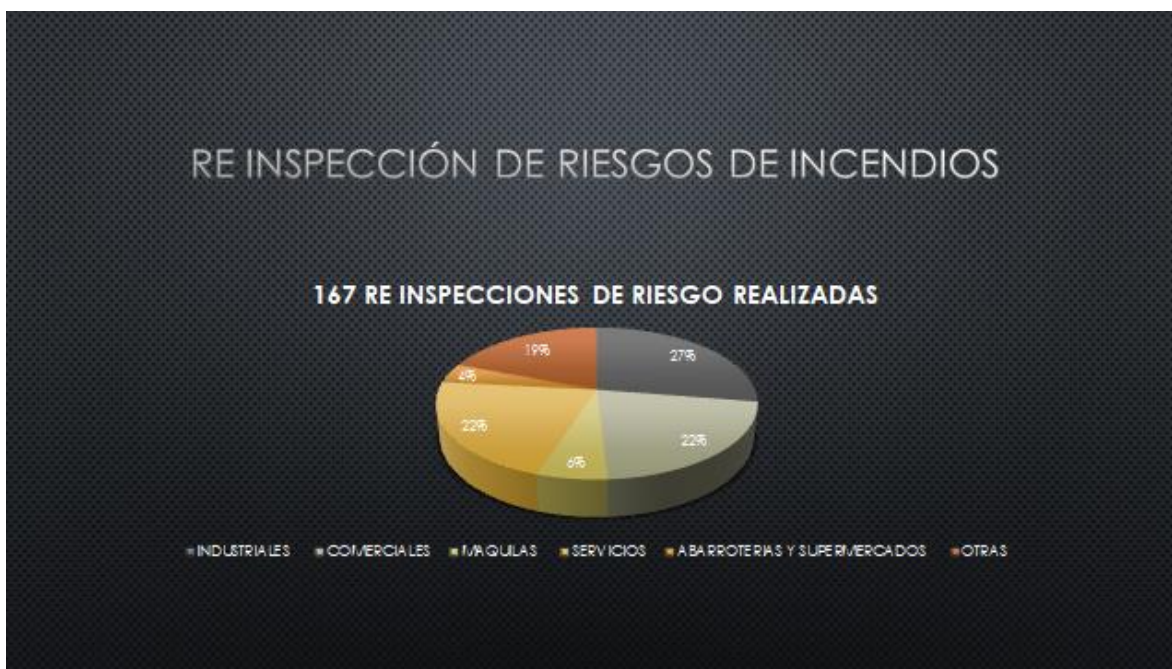 RE INSPECCIÓN DE RIESGOS DE INCENDIOS
167 RE INSPECCIONES DE RIESGO REALIZADAS
19%
27%
4%
22%
22%
6%
INDUSTRIALES COMERCIALES MAQUILAS SERVICIOS ABARROTERIAS Y SUPERMERCADOS OTRAS